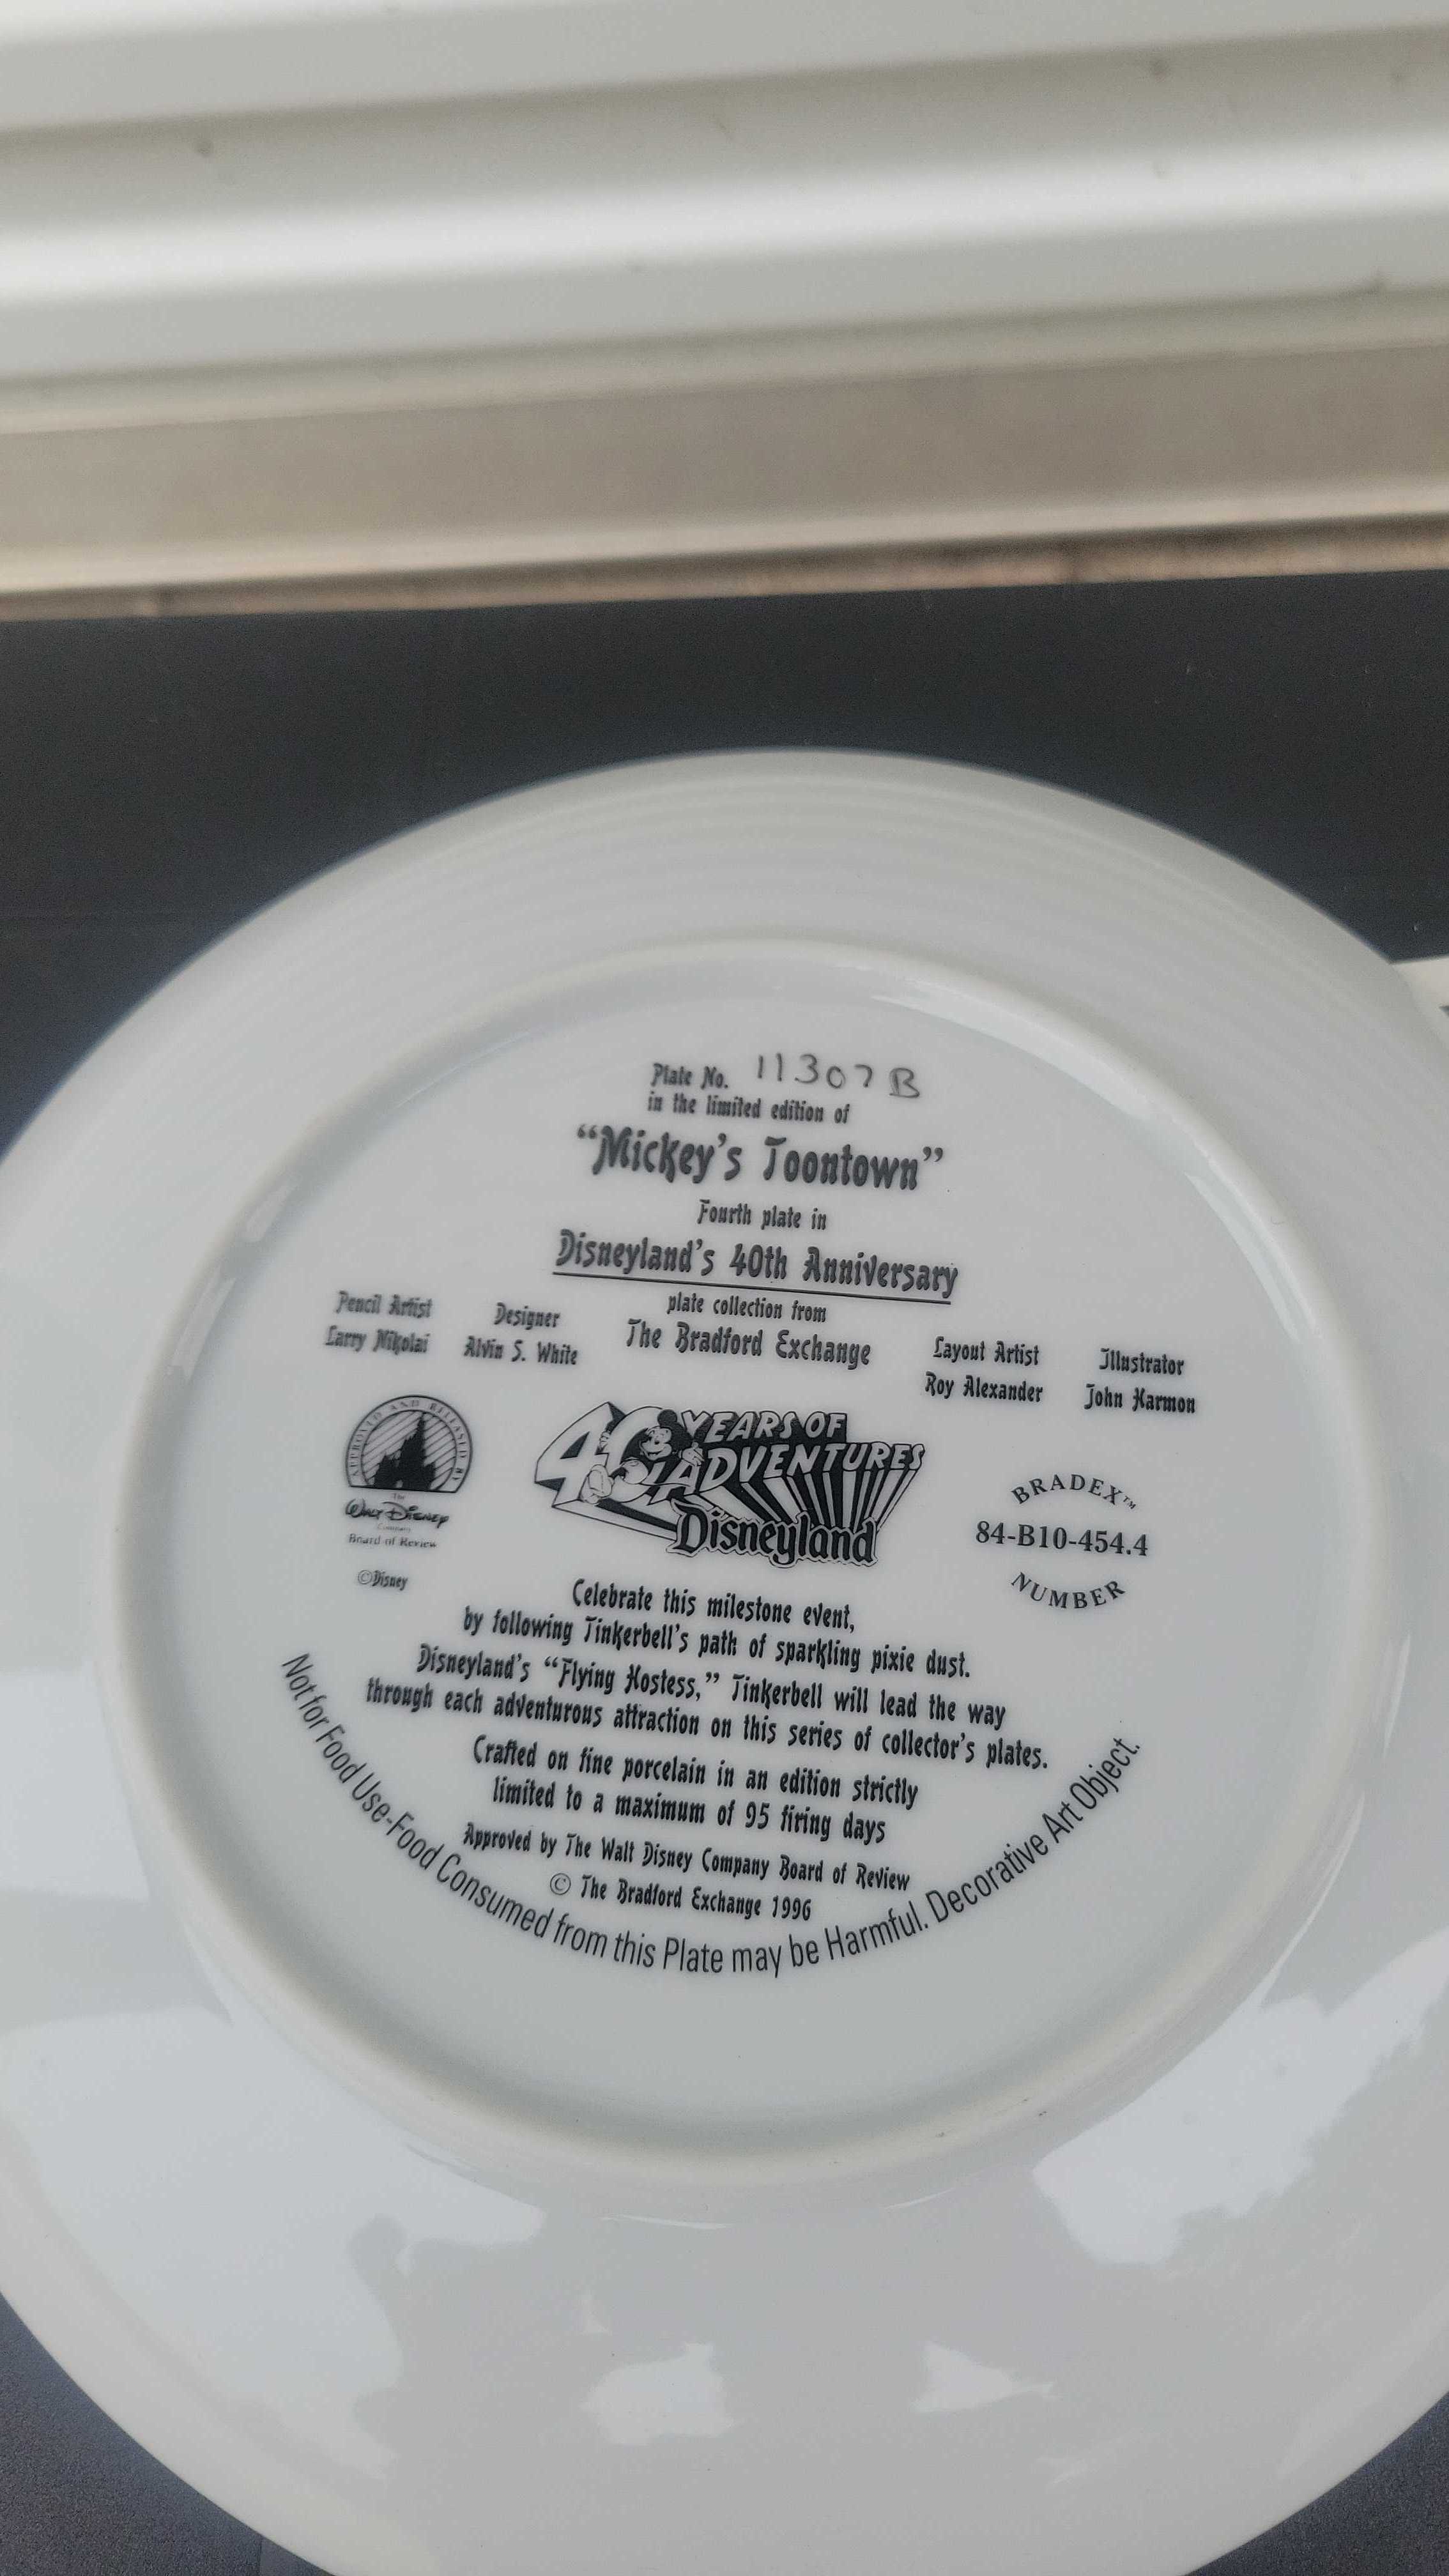 Plate No. 11307B
in the limited edition of
“Mickey’s Toontown”
Fourth plate in
Disneyland’s 40th Anniversary
plate collection from
The Bradford Exchange
Pencil Artist
Larry Nikolai
Designer
Alvin S. White
Layout Artist
Roy Alexander
Illustrator
John Harmon
APPROVED AND RELEASED BY
The
WALT DISNEY
Company
Board of Review
©Disney
40 YEARS OF
ADVENTURES
Disneyland
BRADEX™
84-B10-454.4
NUMBER
Celebrate this milestone event,
by following Tinkerbell’s path of sparkling pixie dust.
Disneyland’s “Flying Hostess,” Tinkerbell will lead the way
through each adventurous attraction on this series of collector’s plates.
Crafted on fine porcelain in an edition strictly
limited to a maximum of 95 firing days
Approved by The Walt Disney Company Board of Review
© The Bradford Exchange 1996
Not for Food Use-Food Consumed from this Plate may be Harmful. Decorative Art Object.